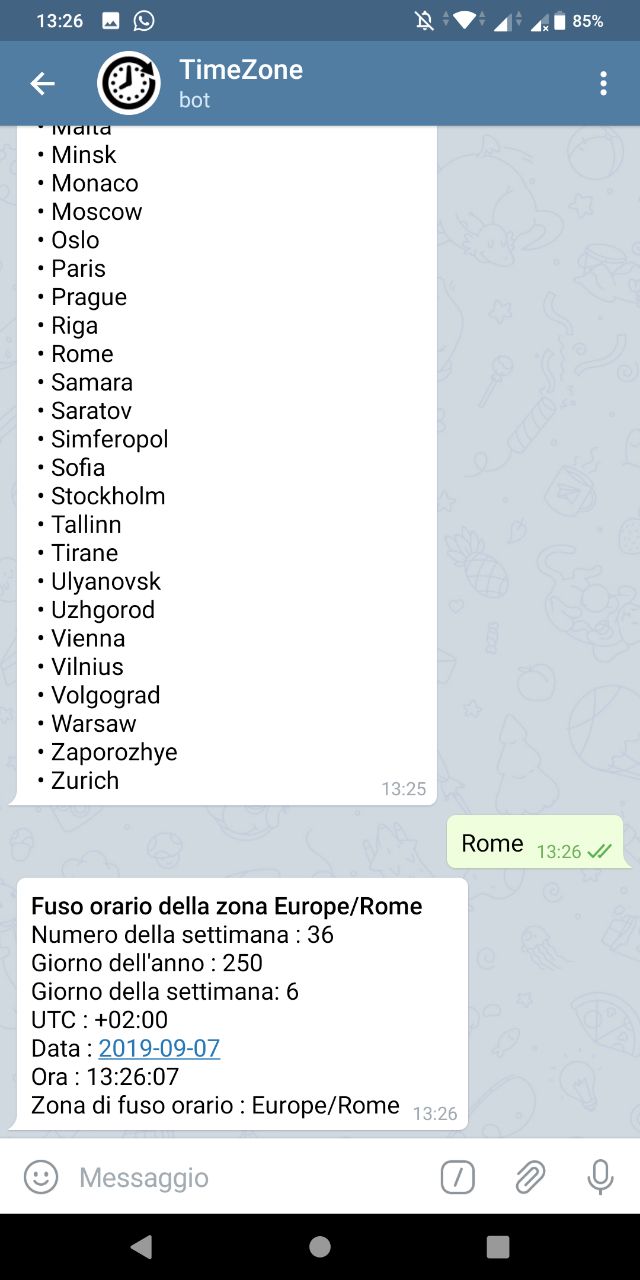 13:26
85%
TimeZone
bot
• Malta
• Minsk
• Monaco
• Moscow
• Oslo
• Paris
• Prague
• Riga
• Rome
• Samara
• Saratov
• Simferopol
• Sofia
• Stockholm
• Tallinn
• Tirane
• Ulyanovsk
• Uzhgorod
• Vienna
• Vilnius
• Volgograd
• Warsaw
• Zaporozhye
• Zurich
13:25
Rome 13:26
Fuso orario della zona Europe/Rome
Numero della settimana : 36
Giorno dell'anno : 250
Giorno della settimana: 6
UTC : +02:00
Data : 2019-09-07
Ora : 13:26:07
Zona di fuso orario : Europe/Rome 13:26
Messaggio